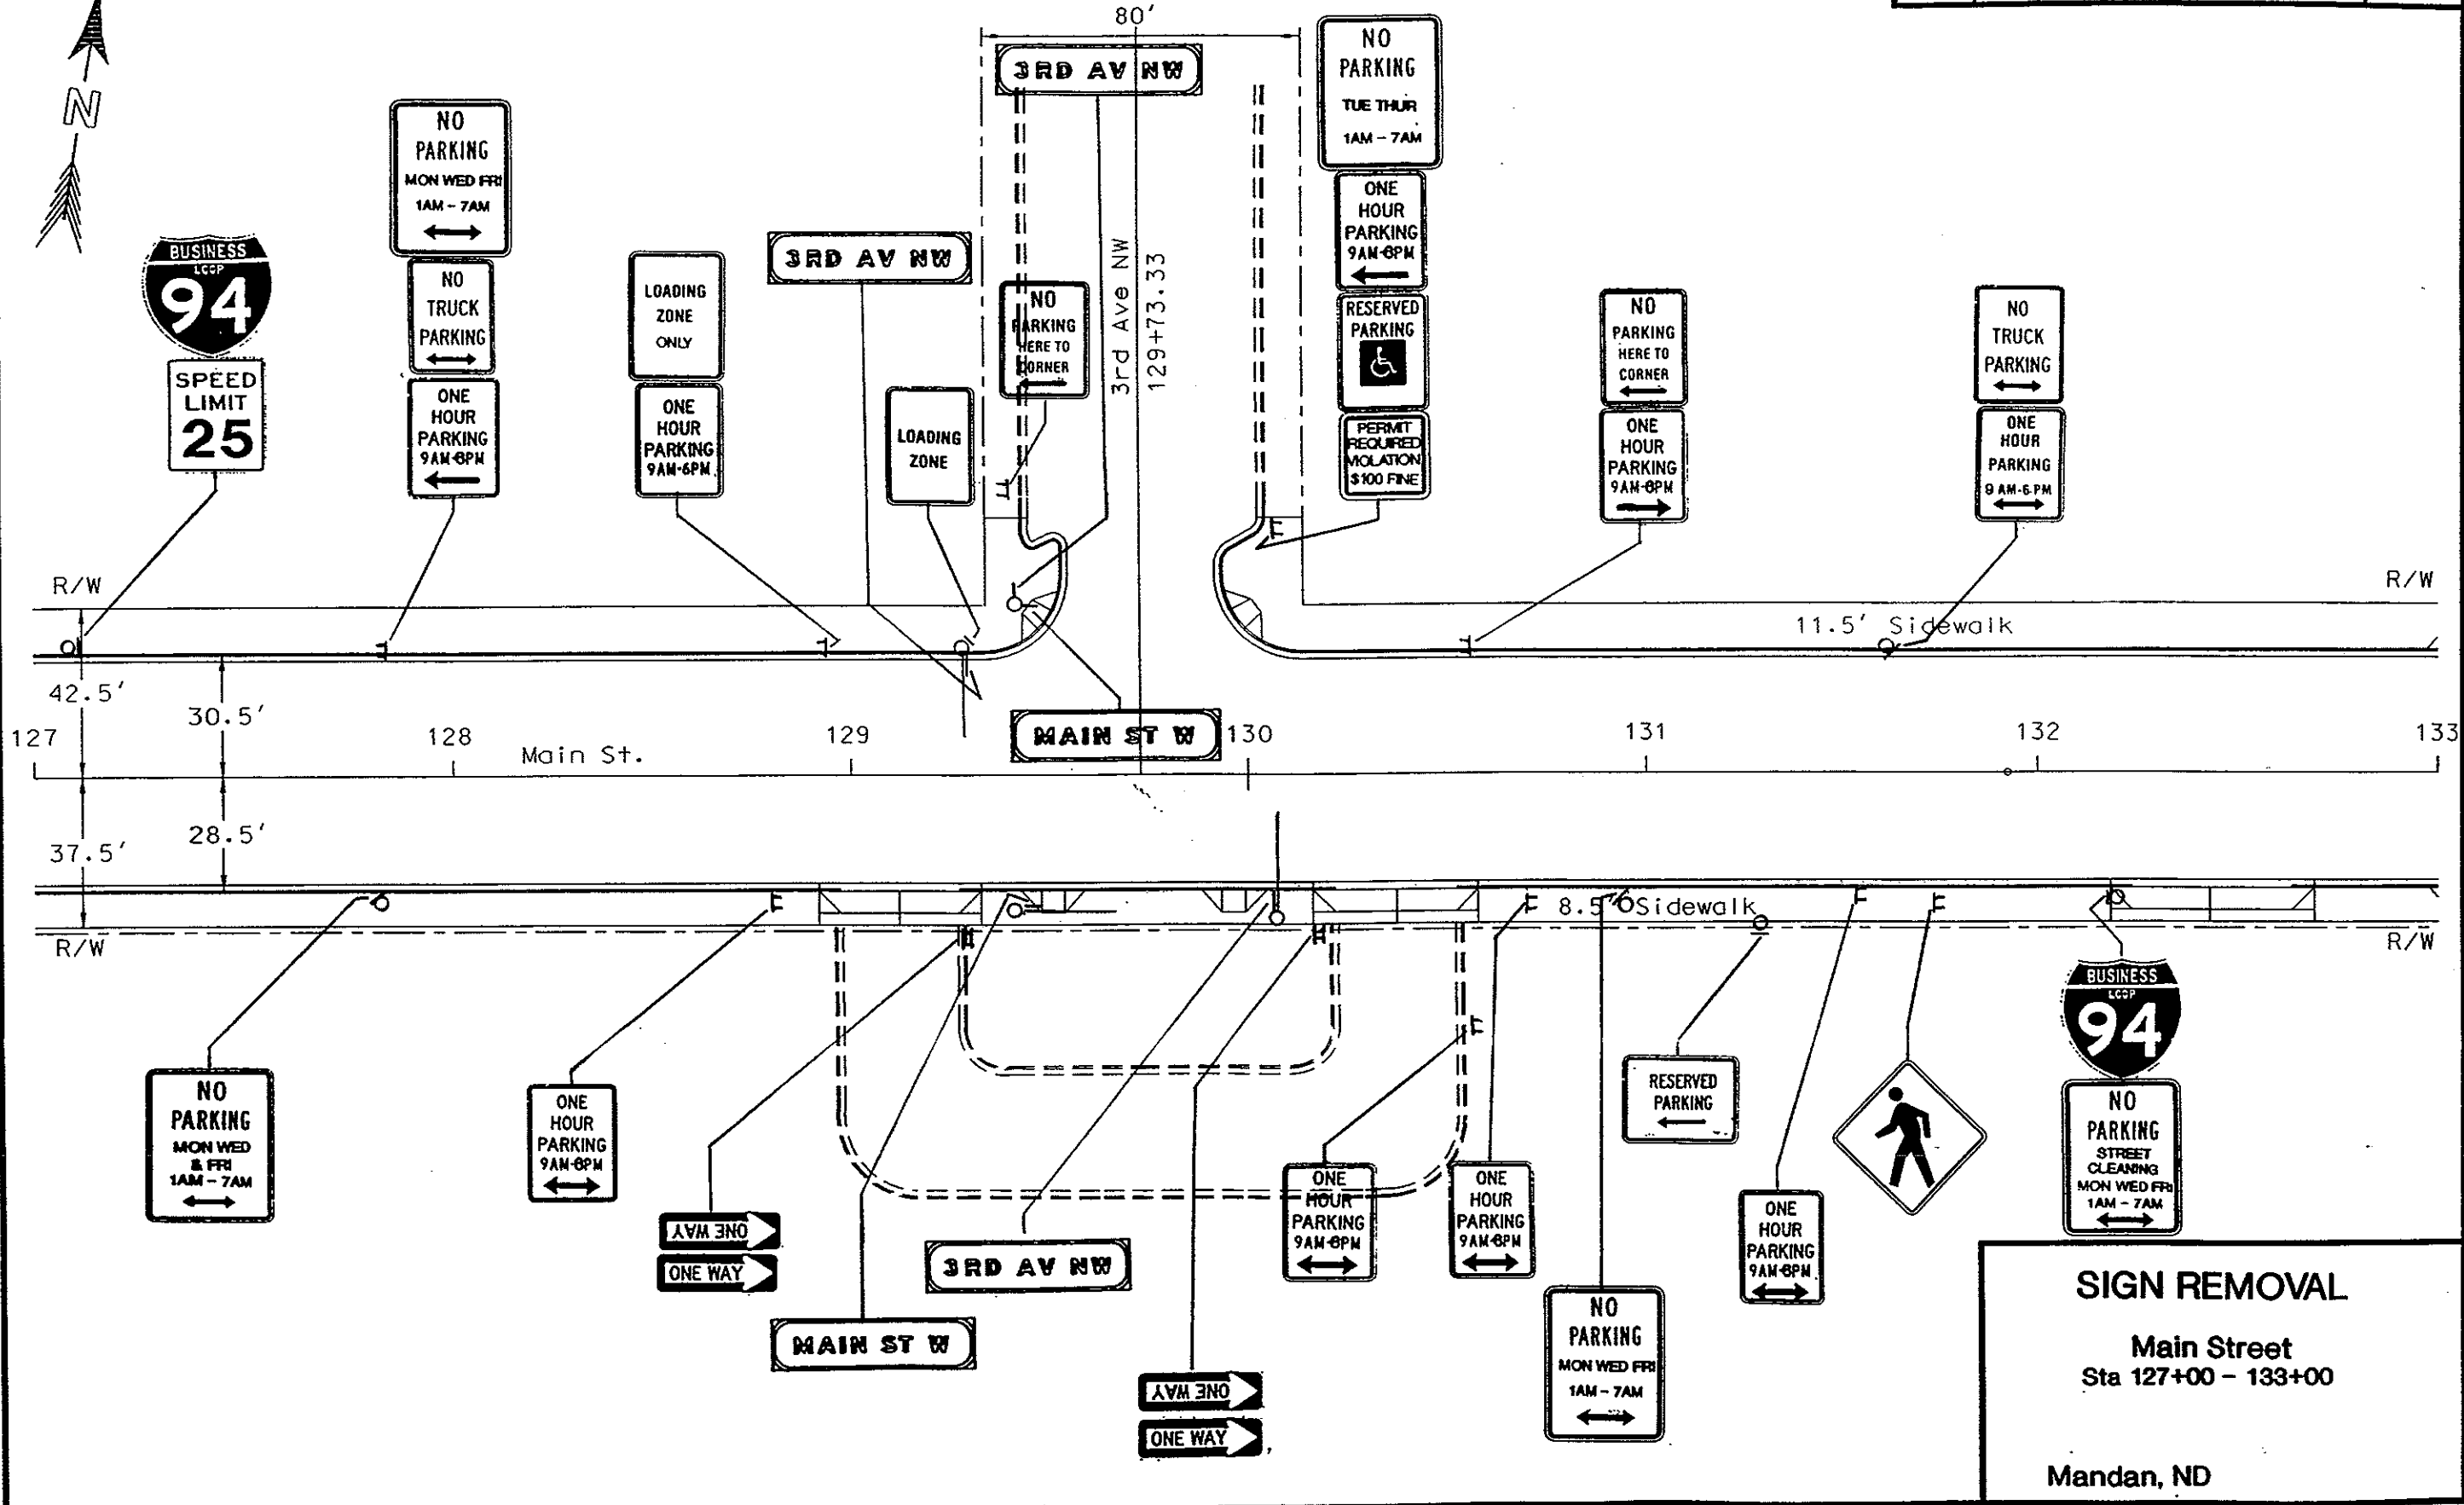 80'
N
3RD AV NW
NO
PARKING
TUE THUR
1AM - 7AM
ONE
HOUR
PARKING
9AM-6PM
RESERVED
PARKING
PERMIT
REQUIRED
VIOLATION
$100 FINE
NO
PARKING
MON WED FRI
1AM - 7AM
NO
TRUCK
PARKING
ONE
HOUR
PARKING
9AM-6PM
BUSINESS
LOOP
94
SPEED
LIMIT
25
LOADING
ZONE
ONLY
ONE
HOUR
PARKING
9AM-6PM
3RD AV NW
LOADING
ZONE
NO
PARKING
HERE TO
CORNER
3rd Ave NW
129+73.33
NO
PARKING
HERE TO
CORNER
ONE
HOUR
PARKING
9AM-6PM
NO
TRUCK
PARKING
ONE
HOUR
PARKING
9 AM-6 PM
R/W
R/W
11.5' Sidewalk
42.5'
30.5'
MAIN ST W
127
128
129
130
131
132
133
Main St.
28.5'
37.5'
8.5' Sidewalk
R/W
R/W
NO
PARKING
MON WED
& FRI
1AM - 7AM
ONE
HOUR
PARKING
9AM-6PM
ONE WAY
ONE WAY
MAIN ST W
3RD AV NW
ONE WAY
ONE WAY
ONE
HOUR
PARKING
9AM-6PM
ONE
HOUR
PARKING
9AM-6PM
NO
PARKING
MON WED FRI
1AM - 7AM
RESERVED
PARKING
ONE
HOUR
PARKING
9AM-6PM
BUSINESS
LOOP
94
NO
PARKING
STREET
CLEANING
MON WED FRI
1AM - 7AM
SIGN REMOVAL
Main Street
Sta 127+00 - 133+00
Mandan, ND